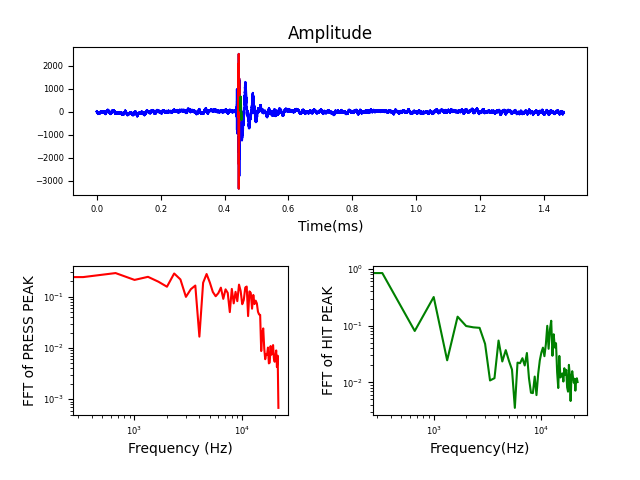 Amplitude
2000
1000
0
−1000
−2000
−3000
0.0 0.2 0.4 0.6 0.8 1.0 1.2 1.4
Time(ms)
FFT of PRESS PEAK
10⁻¹
10⁻²
10⁻³
10³ 10⁴
Frequency (Hz)
FFT of HIT PEAK
10⁰
10⁻¹
10⁻²
10³ 10⁴
Frequency(Hz)